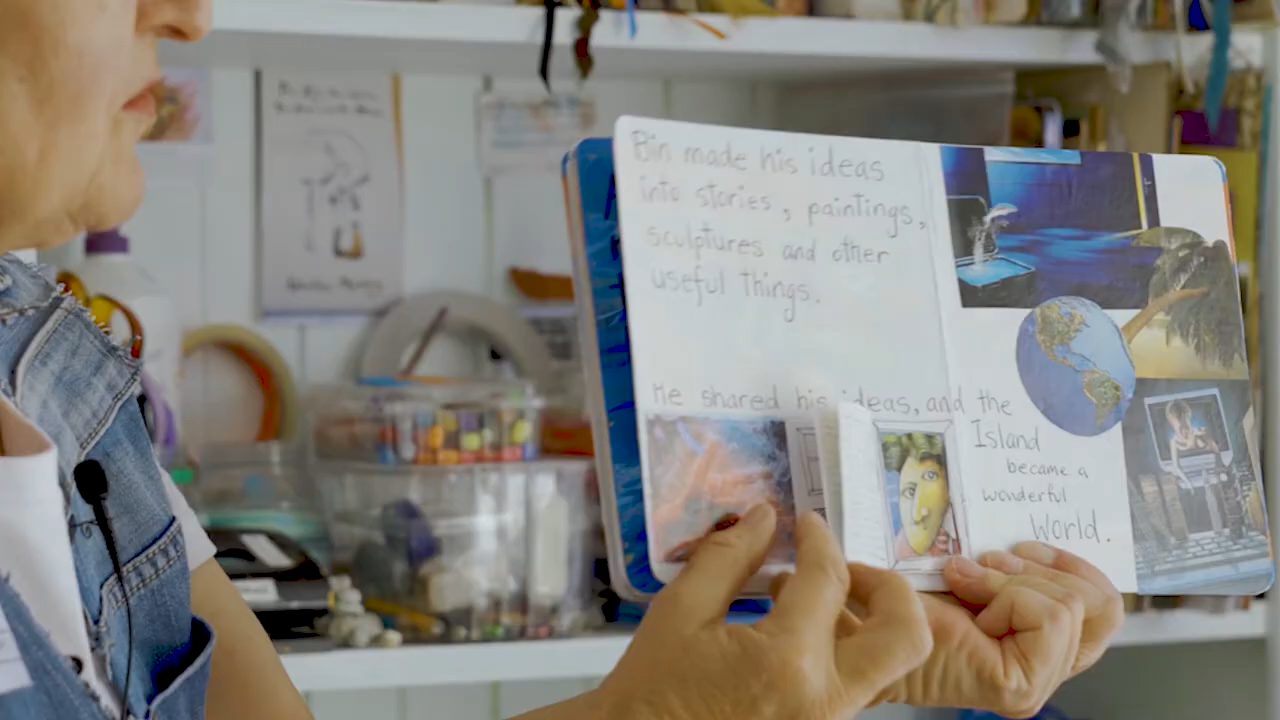 Bin made his ideas
into stories, paintings,
sculptures and other
useful things.
He shared his ideas, and the
Island
became a
wonderful
World.